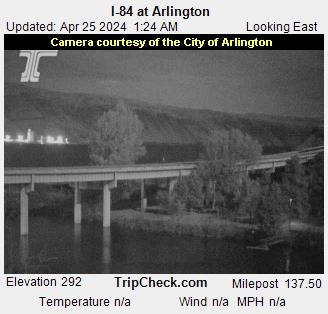 I-84 at Arlington
Updated: Apr 25 2024 1:24 AM Looking East
Camera courtesy of the City of Arlington
Elevation 292 TripCheck.com Milepost 137.50
Temperature n/a Wind n/a MPH n/a